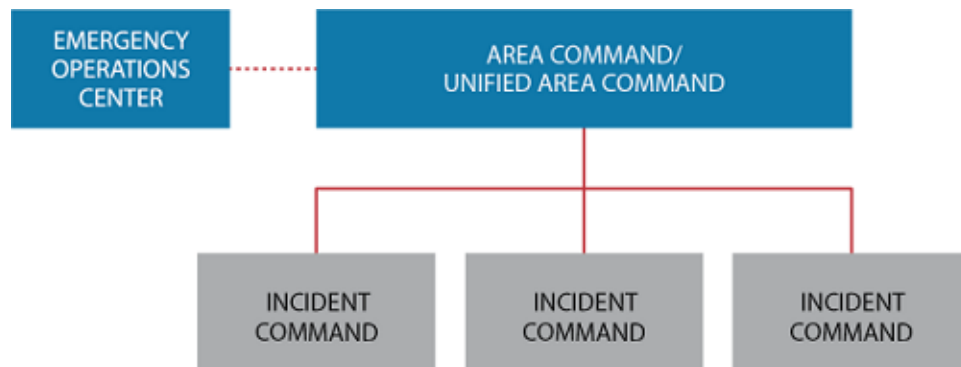 EMERGENCY
OPERATIONS
CENTER
AREA COMMAND/
UNIFIED AREA COMMAND
INCIDENT
COMMAND
INCIDENT
COMMAND
INCIDENT
COMMAND